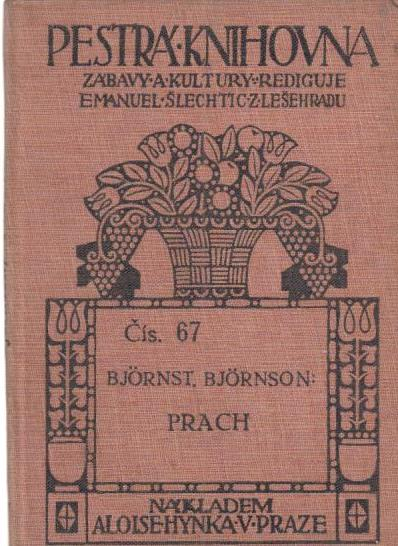 PESTRÁ·KNIHOVNA
ZÁBAVY·A·KULTURY·REDIGUJE
EMANUEL·ŠLECHTIC·Z·LEŠEHRADU
Čís. 67
BJÖRNST. BJÖRNSON:
PRACH
NÁKLADEM
ALOISE·HYNKA·V·PRAZE